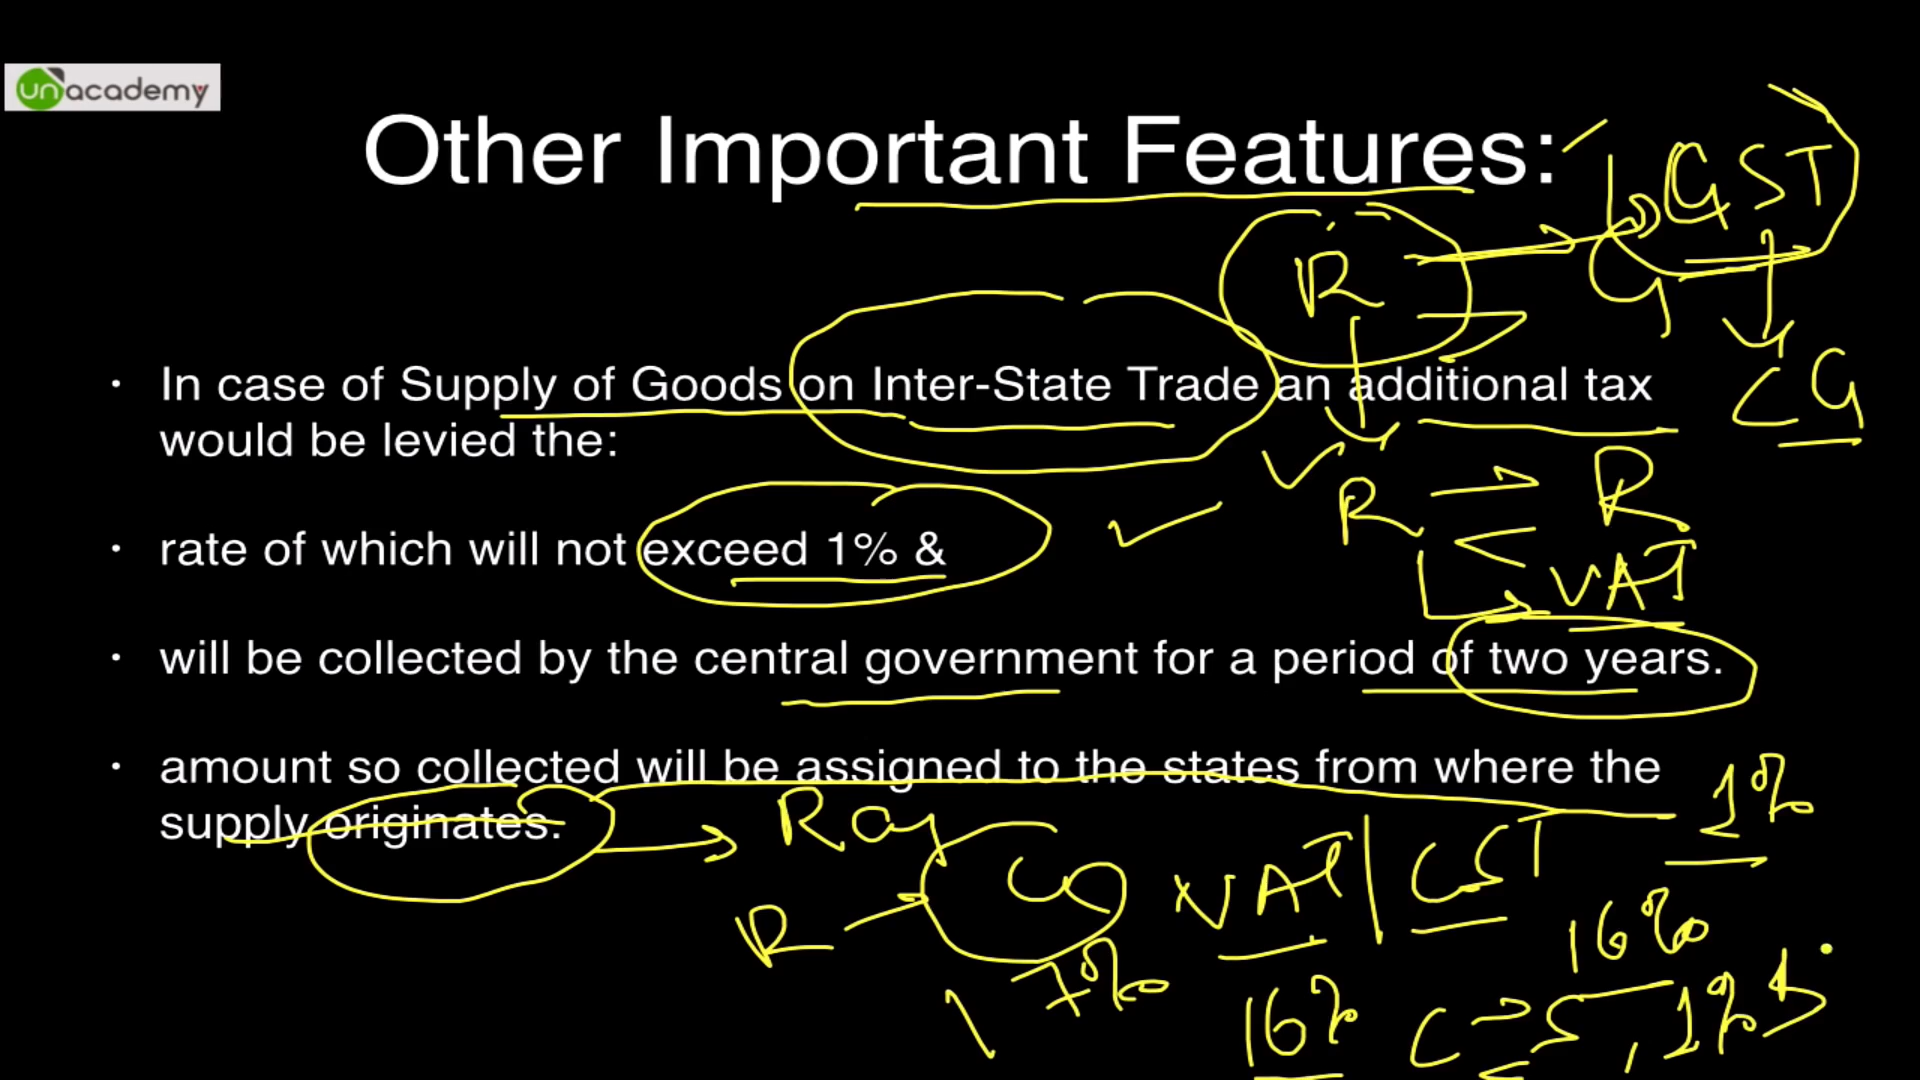 unacademy
Other Important Features:
GST
R
G
CG
• In case of Supply of Goods on Inter-State Trade an additional tax
would be levied the:
R R
• rate of which will not exceed 1% &
VAT
• will be collected by the central government for a period of two years.
• amount so collected will be assigned to the states from where the
supply originates.
1%
Raj
VAT CST
R
16%
7%
16%
1%